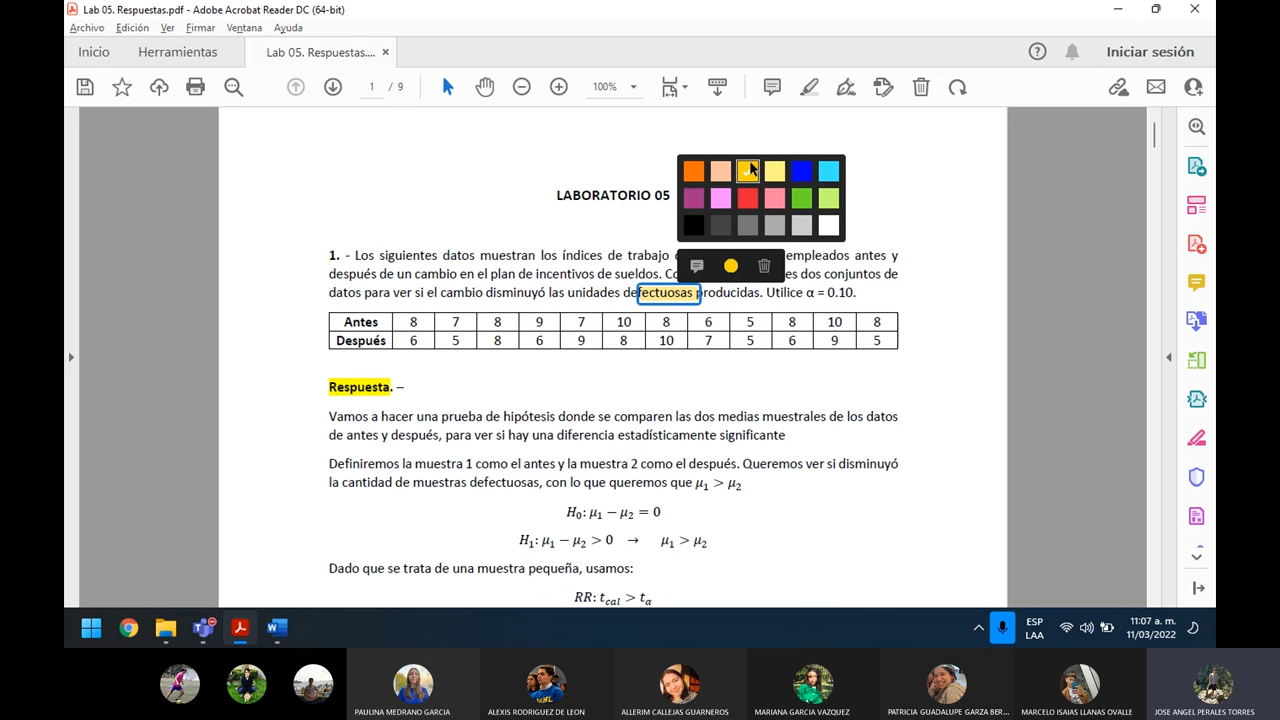 Lab 05. Respuestas.pdf - Adobe Acrobat Reader DC (64-bit)
Archivo Edición Ver Firmar Ventana Ayuda
Inicio Herramientas Lab 05. Respuestas.... × Iniciar sesión
1 / 9 100%
LABORATORIO 05
1. - Los siguientes datos muestran los índices de trabajo empleados antes y
después de un cambio en el plan de incentivos de sueldos. es dos conjuntos de
datos para ver si el cambio disminuyó las unidades defectuosas producidas. Utilice α = 0.10.
Antes 8 7 8 9 7 10 8 6 5 8 10 8
Después 6 5 8 6 9 8 10 7 5 6 9 5
Respuesta. –
Vamos a hacer una prueba de hipótesis donde se comparen las dos medias muestrales de los datos
de antes y después, para ver si hay una diferencia estadísticamente significante
Definiremos la muestra 1 como el antes y la muestra 2 como el después. Queremos ver si disminuyó
la cantidad de muestras defectuosas, con lo que queremos que μ₁ > μ₂
H₀: μ₁ − μ₂ = 0
H₁: μ₁ − μ₂ > 0 → μ₁ > μ₂
Dado que se trata de una muestra pequeña, usamos:
RR: t_cal > t_α
ESP
LAA
11:07 a. m.
11/03/2022
PAULINA MEDRANO GARCIA
ALEXIS RODRIGUEZ DE LEON
ALLERIM CALLEJAS GUARNEROS
MARIANA GARCIA VAZQUEZ
PATRICIA GUADALUPE GARZA BER...
MARCELO ISAIAS LLANAS OVALLE
JOSE ANGEL PERALES TORRES